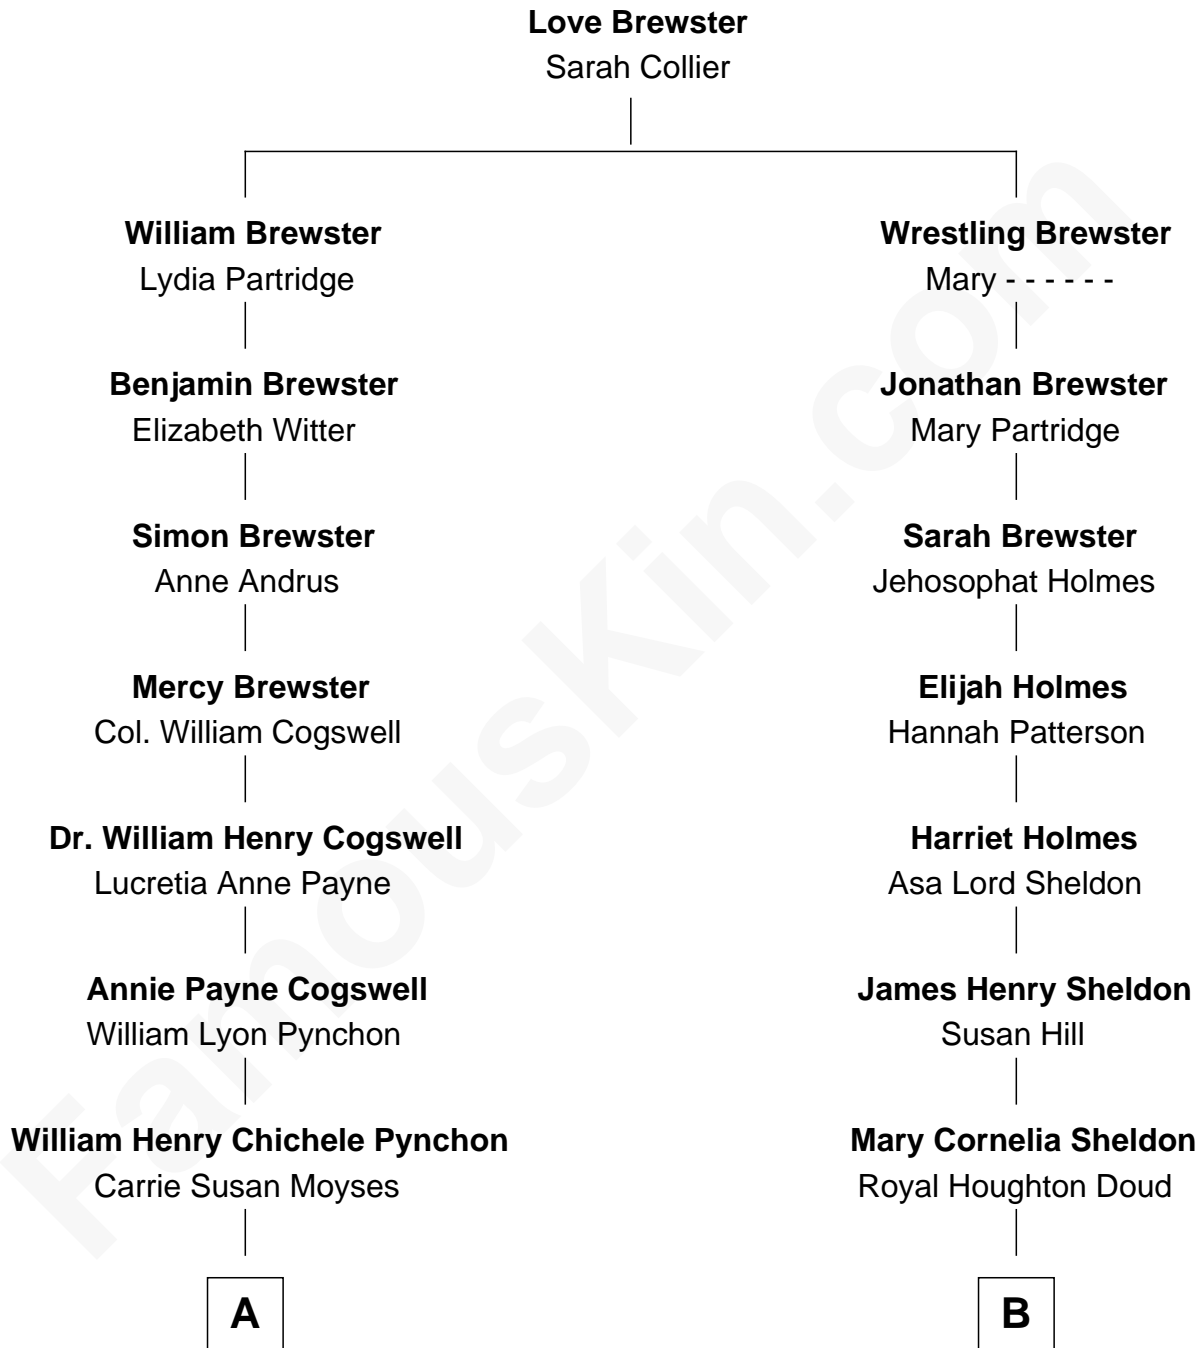 Love Brewster
Sarah Collier
William Brewster
Lydia Partridge
Benjamin Brewster
Elizabeth Witter
Simon Brewster
Anne Andrus
Mercy Brewster
Col. William Cogswell
Dr. William Henry Cogswell
Lucretia Anne Payne
Annie Payne Cogswell
William Lyon Pynchon
William Henry Chichele Pynchon
Carrie Susan Moyses
A
Wrestling Brewster
Mary - - - - - -
Jonathan Brewster
Mary Partridge
Sarah Brewster
Jehosophat Holmes
Elijah Holmes
Hannah Patterson
Harriet Holmes
Asa Lord Sheldon
James Henry Sheldon
Susan Hill
Mary Cornelia Sheldon
Royal Houghton Doud
B
FamousKin.com